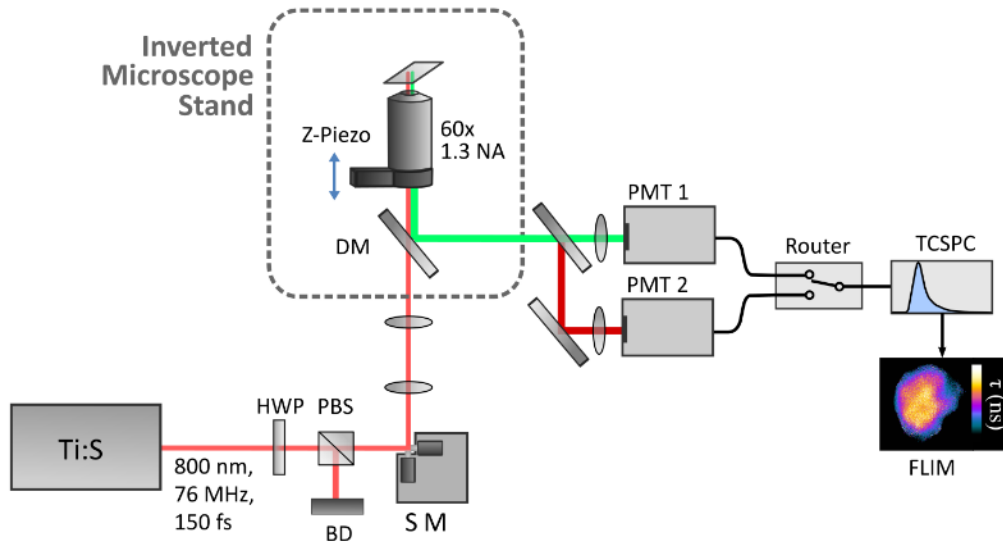 Inverted
Microscope
Stand
Z-Piezo
60x
1.3 NA
DM
PMT 1
PMT 2
Router
TCSPC
τ (ns)
FLIM
HWP
PBS
Ti:S
800 nm,
76 MHz,
150 fs
BD
S M